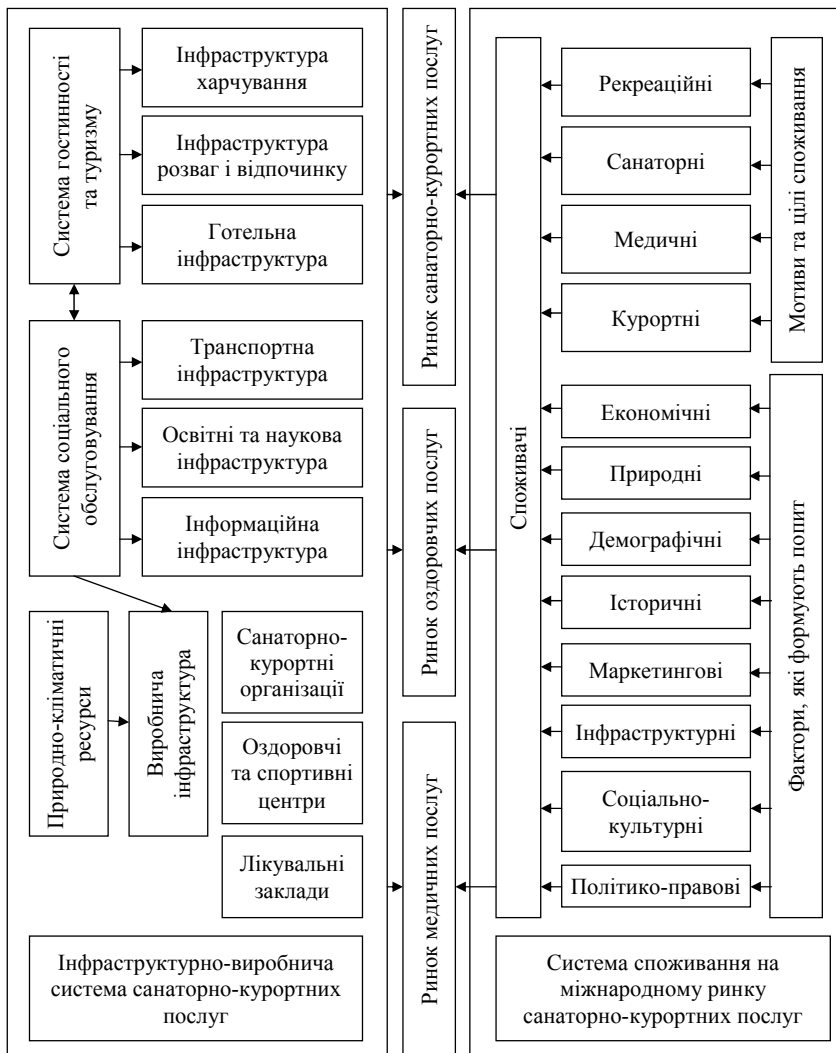 Система гостинності
та туризму
Інфраструктура
харчування
Інфраструктура
розваг і відпочинку
Готельна
інфраструктура
Система соціального
обслуговування
Транспортна
інфраструктура
Освітні та наукова
інфраструктура
Інформаційна
інфраструктура
Природно-кліматичні
ресурси
Виробнича
інфраструктура
Санаторно-
курортні
організації
Оздоровчі
та спортивні
центри
Лікувальні
заклади
Інфраструктурно-виробнича
система санаторно-курортних
послуг
Ринок санаторно-курортних послуг
Ринок оздоровчих послуг
Ринок медичних послуг
Споживачі
Рекреаційні
Санаторні
Медичні
Курортні
Економічні
Природні
Демографічні
Історичні
Маркетингові
Інфраструктурні
Соціально-
культурні
Політико-правові
Мотиви та цілі споживання
Фактори, які формують попит
Система споживання на
міжнародному ринку
санаторно-курортних послуг